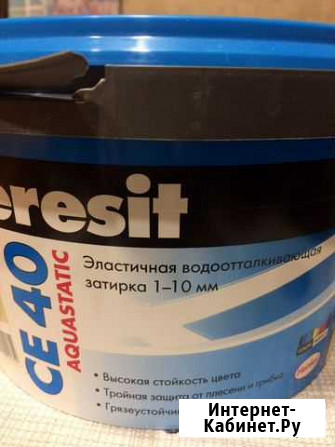 eresit
CE 40
AQUASTATIC
Эластичная водоотталкивающая
затирка 1–10 мм
• Высокая стойкость цвета
• Тройная защита от плесени и грибка
• Грязеустойчив
Интернет-
Кабинет.Ру